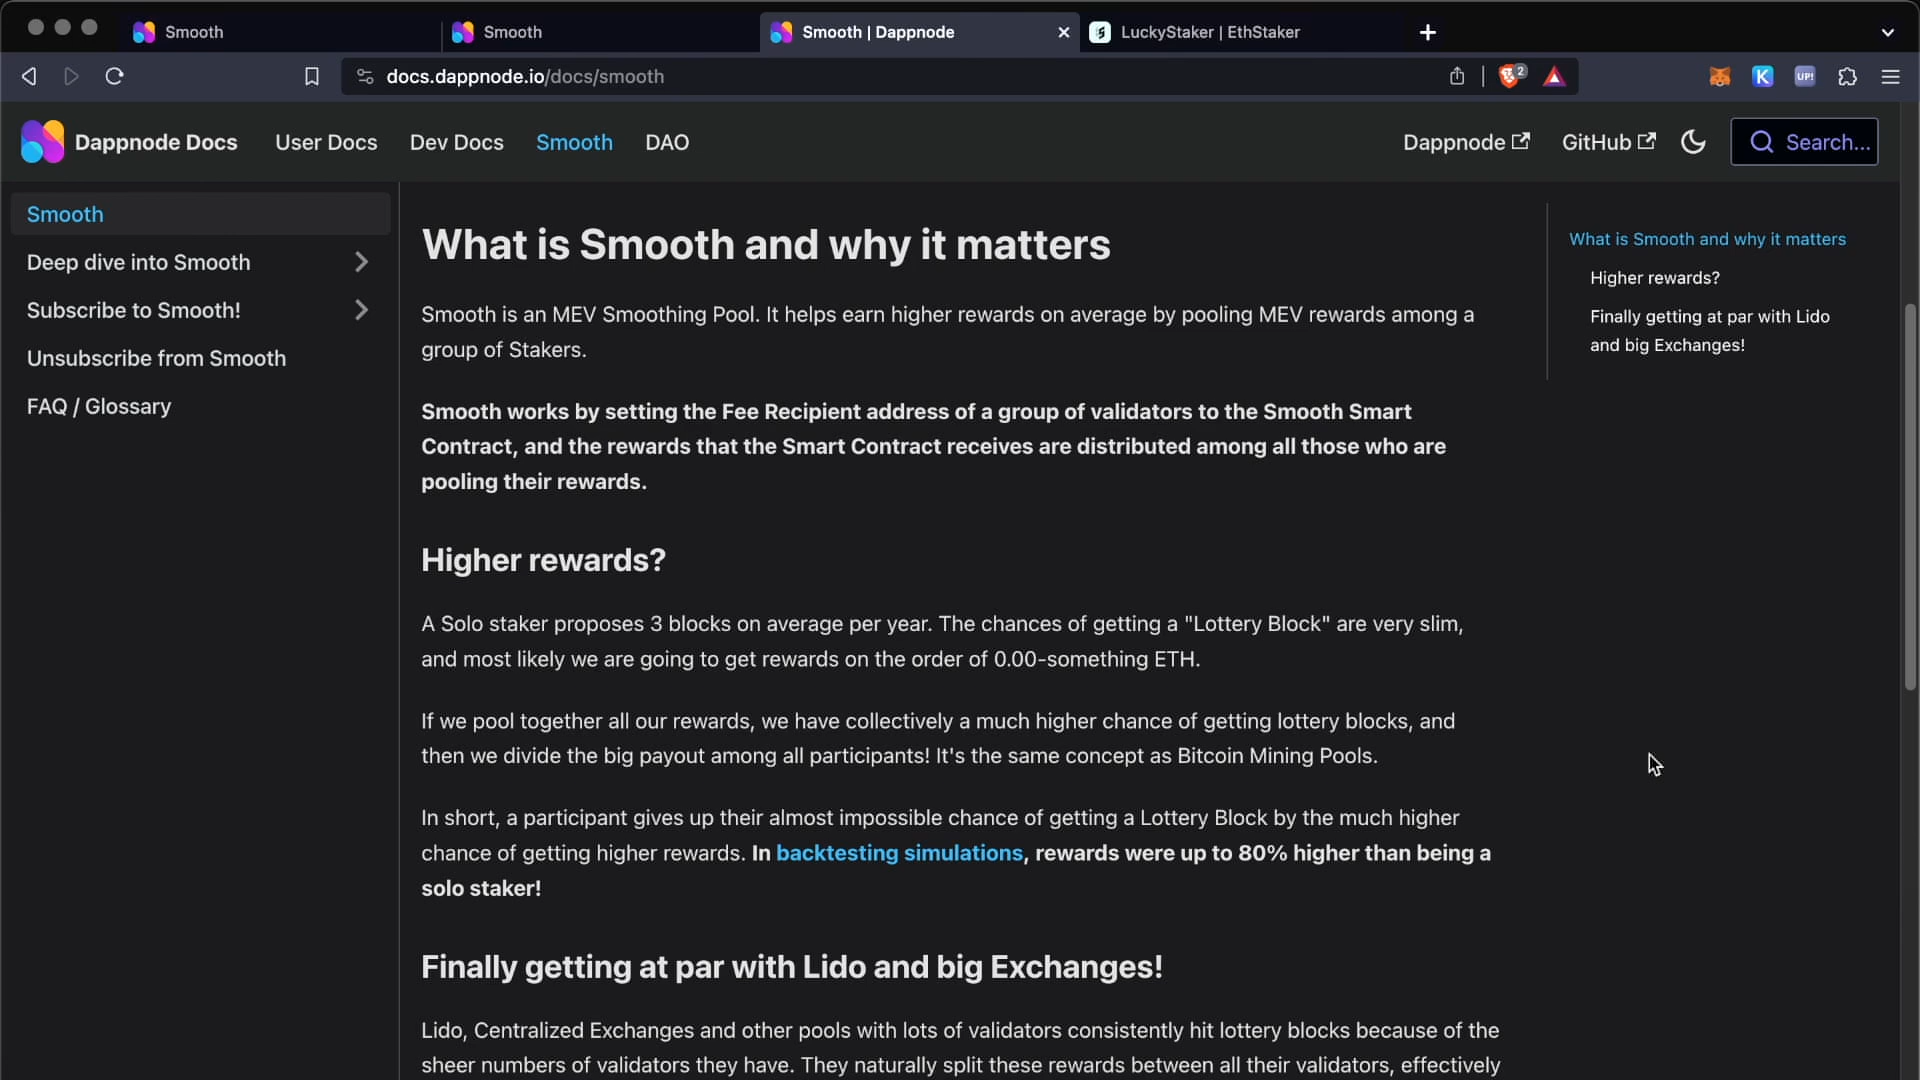 Smooth
Smooth
Smooth | Dappnode
LuckyStaker | EthStaker
docs.dappnode.io/docs/smooth
2
K
UP!
Dappnode Docs
User Docs
Dev Docs
Smooth
DAO
Dappnode
GitHub
Search...
Smooth
Deep dive into Smooth
Subscribe to Smooth!
Unsubscribe from Smooth
FAQ / Glossary
What is Smooth and why it matters
Smooth is an MEV Smoothing Pool. It helps earn higher rewards on average by pooling MEV rewards among a
group of Stakers.
Smooth works by setting the Fee Recipient address of a group of validators to the Smooth Smart
Contract, and the rewards that the Smart Contract receives are distributed among all those who are
pooling their rewards.
Higher rewards?
A Solo staker proposes 3 blocks on average per year. The chances of getting a "Lottery Block" are very slim,
and most likely we are going to get rewards on the order of 0.00-something ETH.
If we pool together all our rewards, we have collectively a much higher chance of getting lottery blocks, and
then we divide the big payout among all participants! It's the same concept as Bitcoin Mining Pools.
In short, a participant gives up their almost impossible chance of getting a Lottery Block by the much higher
chance of getting higher rewards. In backtesting simulations, rewards were up to 80% higher than being a
solo staker!
Finally getting at par with Lido and big Exchanges!
Lido, Centralized Exchanges and other pools with lots of validators consistently hit lottery blocks because of the
sheer numbers of validators they have. They naturally split these rewards between all their validators, effectively
What is Smooth and why it matters
Higher rewards?
Finally getting at par with Lido
and big Exchanges!